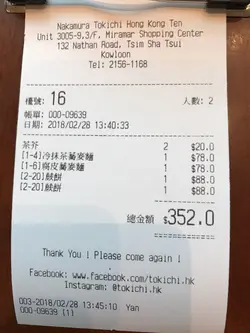 Nakamura Tokichi Hong Kong Ten
Unit 3005-9,3/F, Miramar Shopping Center
132 Nathan Road, Tsim Sha Tsui
Kowloon
Tel: 2156-1168
檯號: 16 人數: 2
帳單: 000-09639
日期: 2018/02/28 13:40:33
茶芥 2 $20.0
[1-4]冷抹茶蕎麥麵 1 $78.0
[1-6]腐皮蕎麥麵 1 $78.0
[2-20]蕨餅 1 $88.0
[2-20]蕨餅 1 $88.0
總金額 $352.0
Thank You ! Please come again !
Facebook: www.facebook.com/tokichi.hk
Instagram: @tokichi.hk
003-2018/02/28 13:45:10 Yan
000-09639 [1]